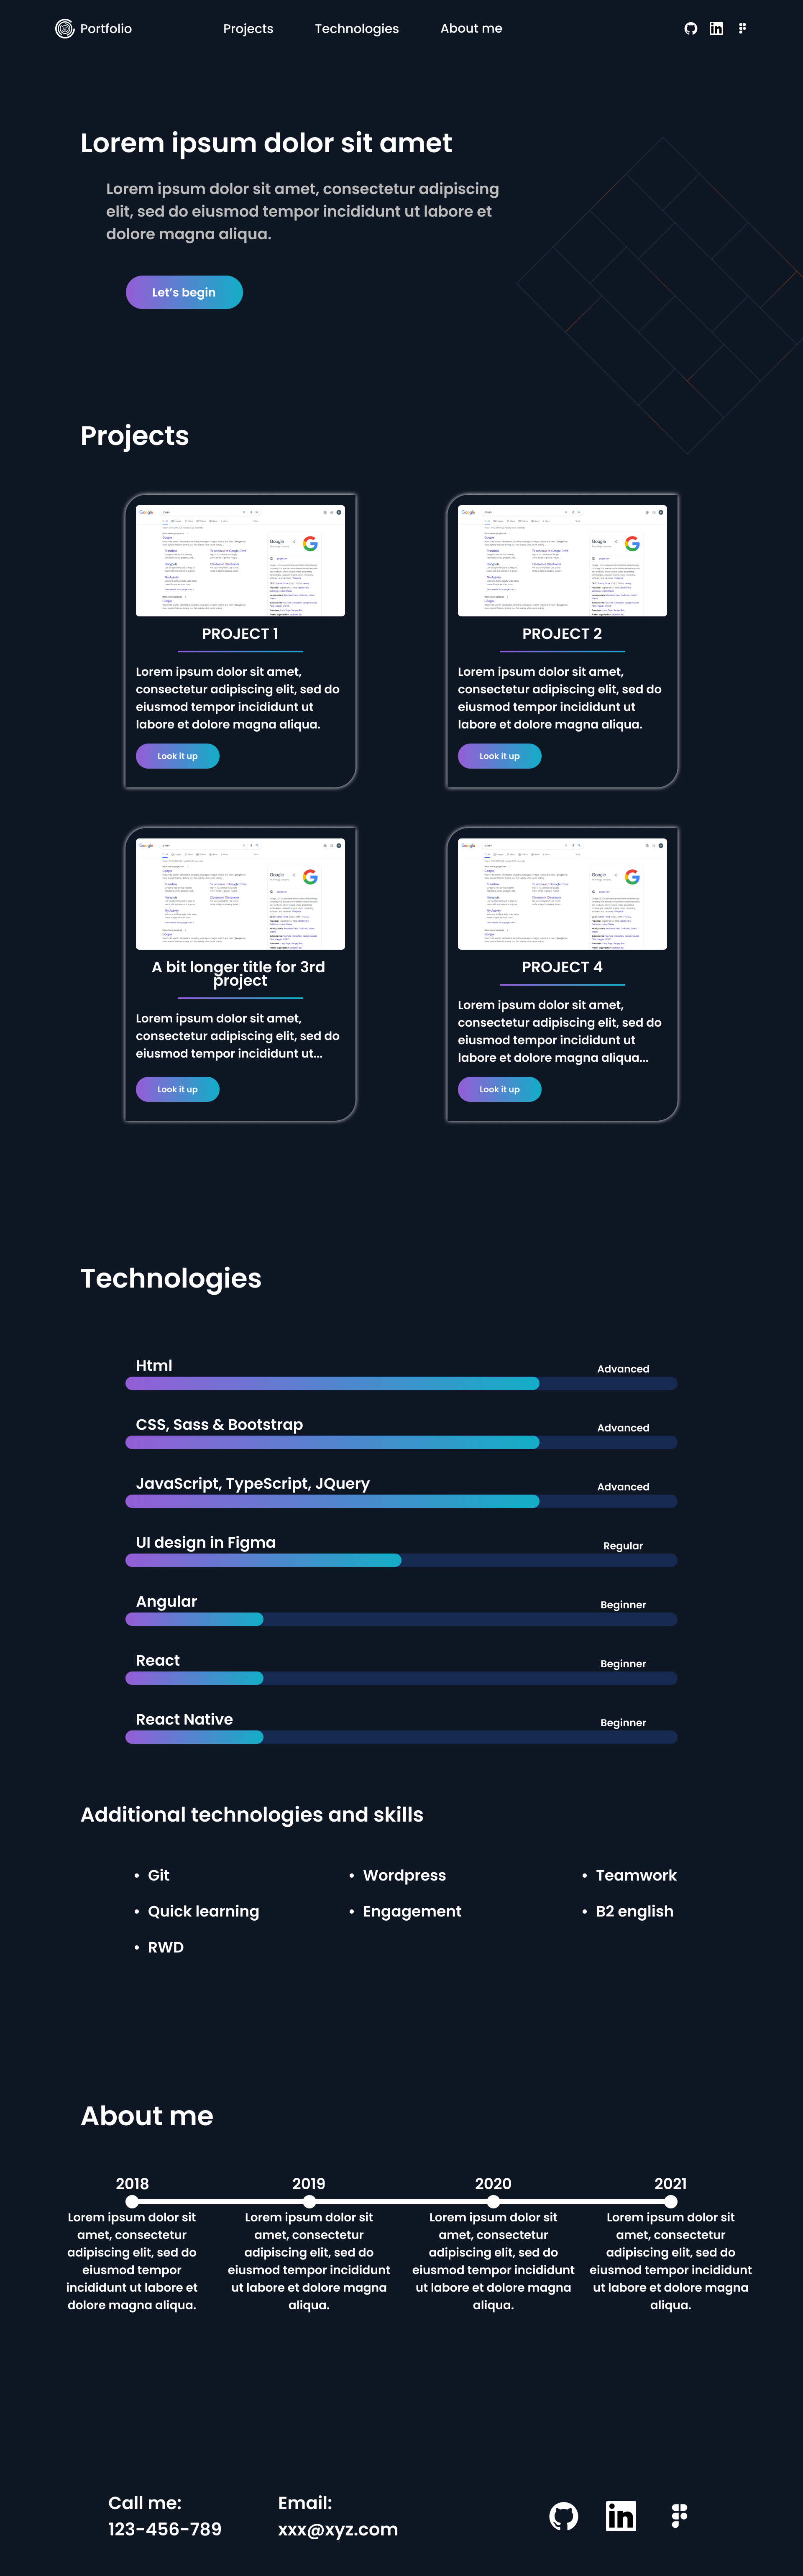 Portfolio
Projects
Technologies
About me
Lorem ipsum dolor sit amet
Lorem ipsum dolor sit amet, consectetur adipiscing
elit, sed do eiusmod tempor incididunt ut labore et
dolore magna aliqua.
Let's begin
Projects
Google
PROJECT 1
Lorem ipsum dolor sit amet,
consectetur adipiscing elit, sed do
eiusmod tempor incididunt ut
labore et dolore magna aliqua.
Look it up
Google
PROJECT 2
Lorem ipsum dolor sit amet,
consectetur adipiscing elit, sed do
eiusmod tempor incididunt ut
labore et dolore magna aliqua.
Look it up
Google
A bit longer title for 3rd
project
Lorem ipsum dolor sit amet,
consectetur adipiscing elit, sed do
eiusmod tempor incididunt ut...
Look it up
Google
PROJECT 4
Lorem ipsum dolor sit amet,
consectetur adipiscing elit, sed do
eiusmod tempor incididunt ut
labore et dolore magna aliqua...
Look it up
Technologies
Html
Advanced
CSS, Sass & Bootstrap
Advanced
JavaScript, TypeScript, JQuery
Advanced
UI design in Figma
Regular
Angular
Beginner
React
Beginner
React Native
Beginner
Additional technologies and skills
• Git
• Wordpress
• Teamwork
• Quick learning
• Engagement
• B2 english
• RWD
About me
2018
Lorem ipsum dolor sit
amet, consectetur
adipiscing elit, sed do
eiusmod tempor
incididunt ut labore et
dolore magna aliqua.
2019
Lorem ipsum dolor sit
amet, consectetur
adipiscing elit, sed do
eiusmod tempor incididunt
ut labore et dolore magna
aliqua.
2020
Lorem ipsum dolor sit
amet, consectetur
adipiscing elit, sed do
eiusmod tempor incididunt
ut labore et dolore magna
aliqua.
2021
Lorem ipsum dolor sit
amet, consectetur
adipiscing elit, sed do
eiusmod tempor incididunt
ut labore et dolore magna
aliqua.
Call me:
123-456-789
Email:
xxx@xyz.com
in